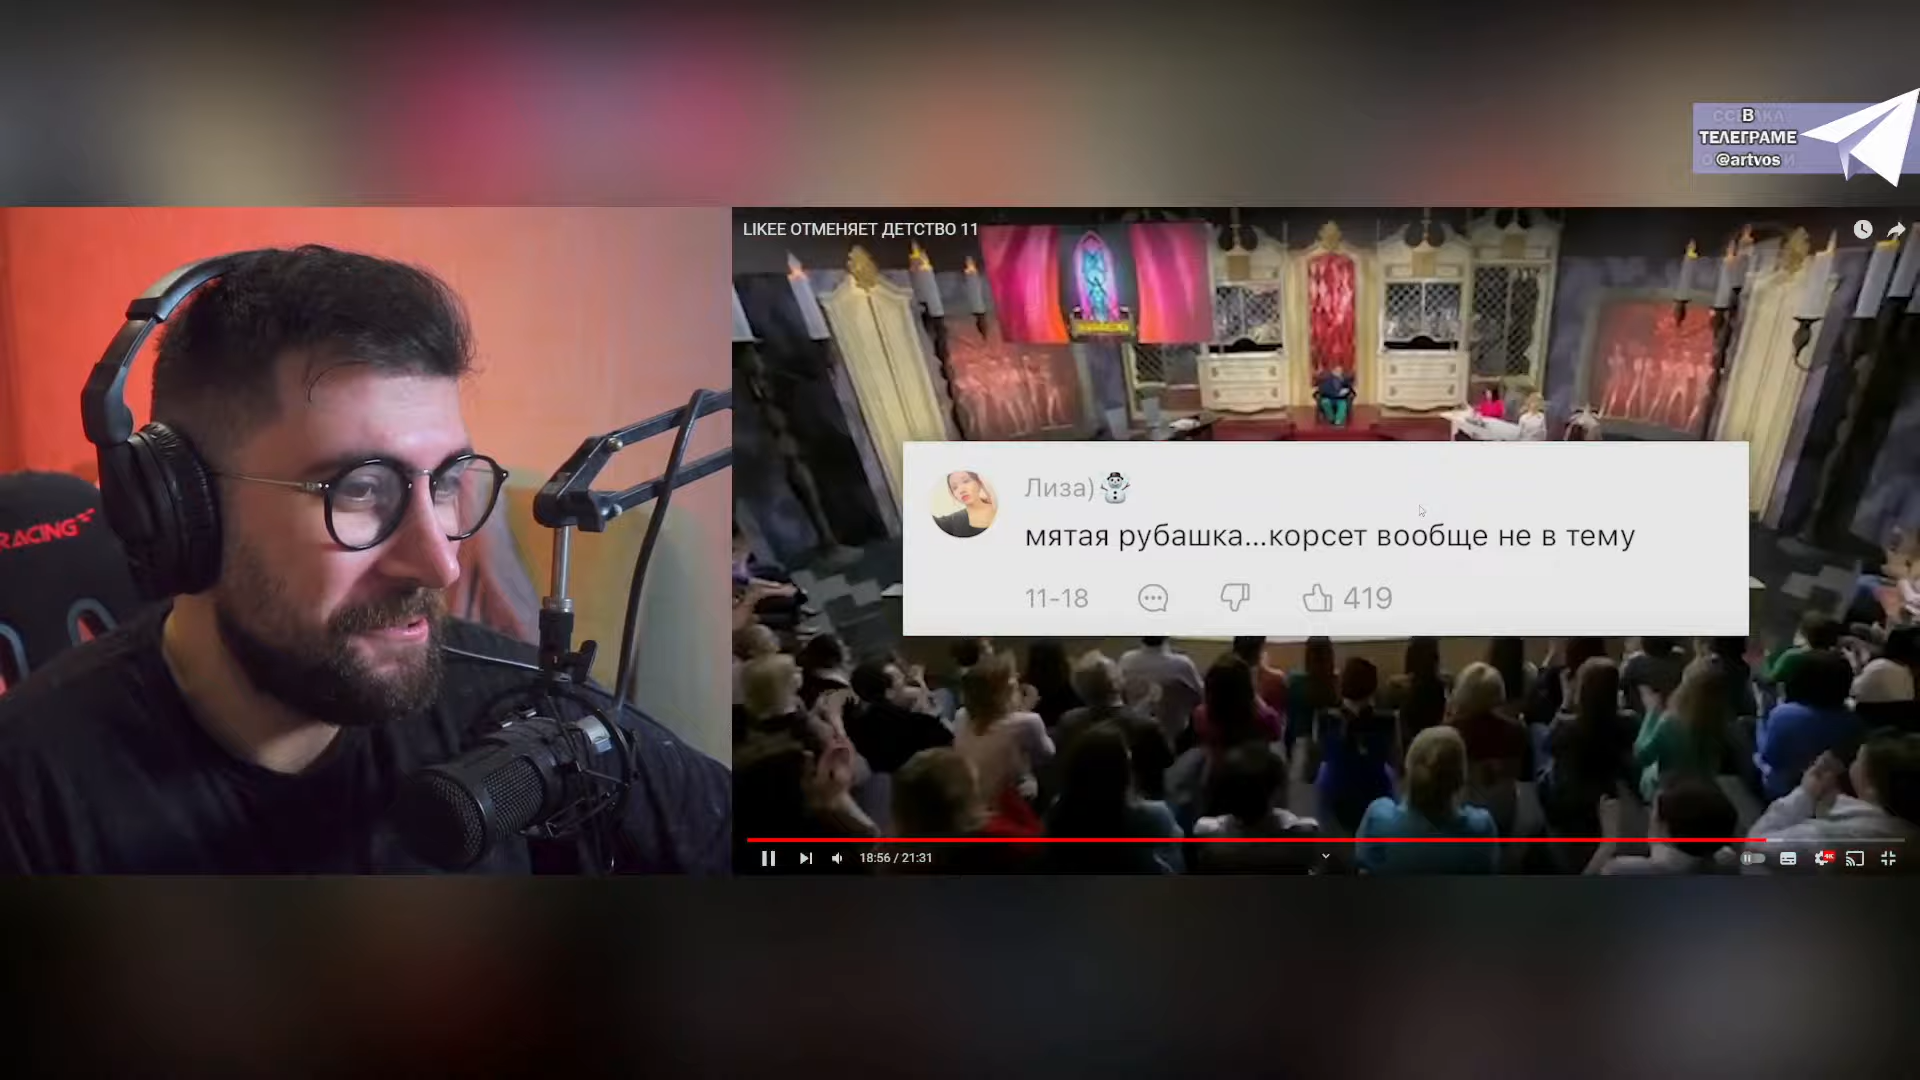 В
ТЕЛЕГРАМЕ
@artvos
LIKEE ОТМЕНЯЕТ ДЕТСТВО 11
RACING
Лиза)
мятая рубашка...корсет вообще не в тему
11-18
419
18:56 / 21:31
4K